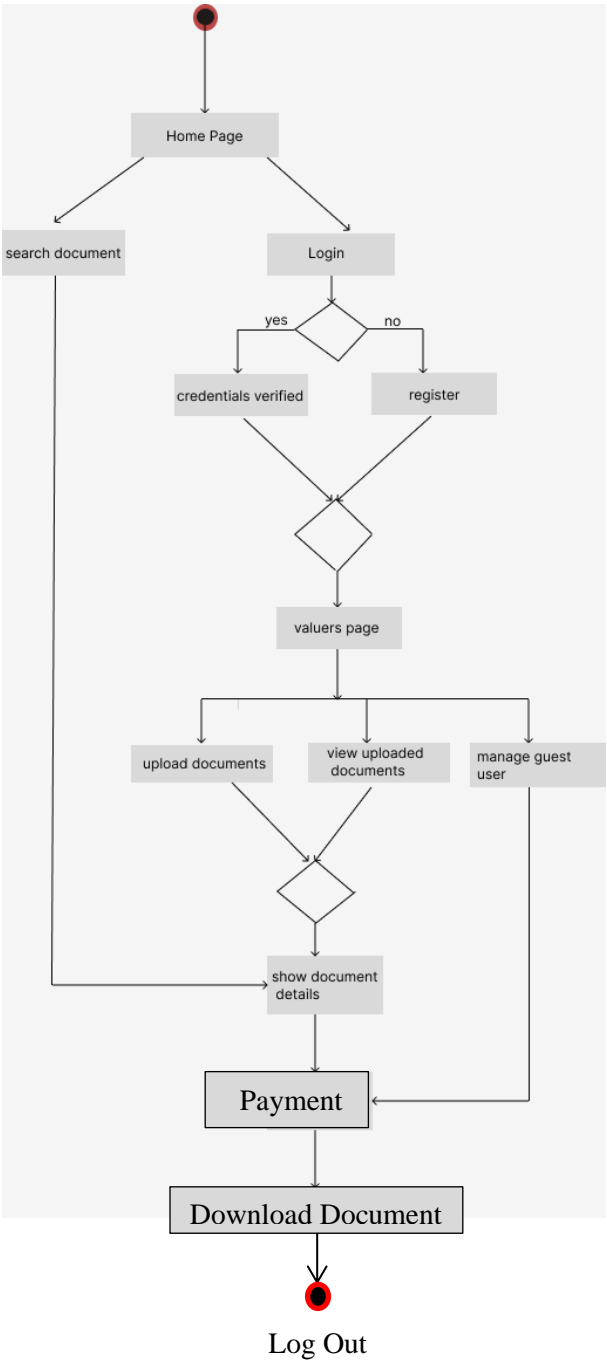 Home Page
search document
Login
yes
no
credentials verified
register
valuers page
upload documents
view uploaded
documents
manage guest
user
show document
details
Payment
Download Document
Log Out